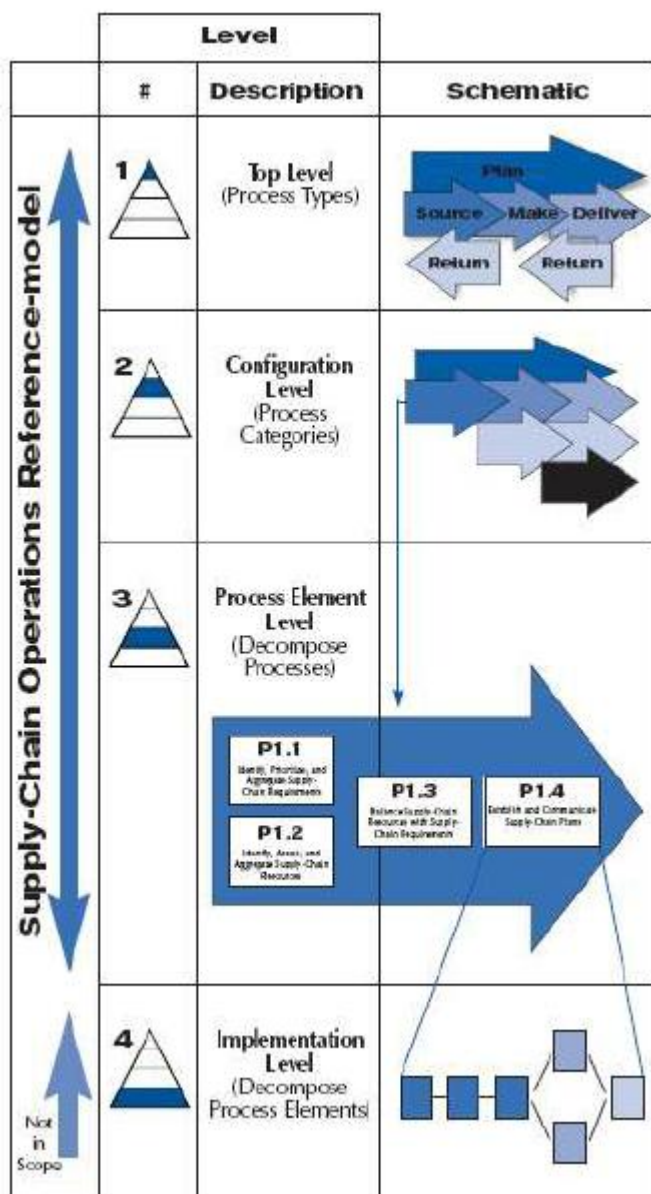 Level
#
Description
Schematic
Supply-Chain Operations Reference-model
1
Top Level
(Process Types)
Plan
Source
Make
Deliver
Return
Return
2
Configuration
Level
(Process
Categories)
3
Process Element
Level
(Decompose
Processes)
P1.1
Identify, Prioritize, and
Aggregate Supply-
Chain Requirements
P1.2
Identify, Assess, and
Aggregate Supply-Chain
Resources
P1.3
Balance Supply-Chain
Resources with Supply-
Chain Requirements
P1.4
Establish and Communicate
Supply-Chain Plans
4
Implementation
Level
(Decompose
Process Elements)
Not
in
Scope